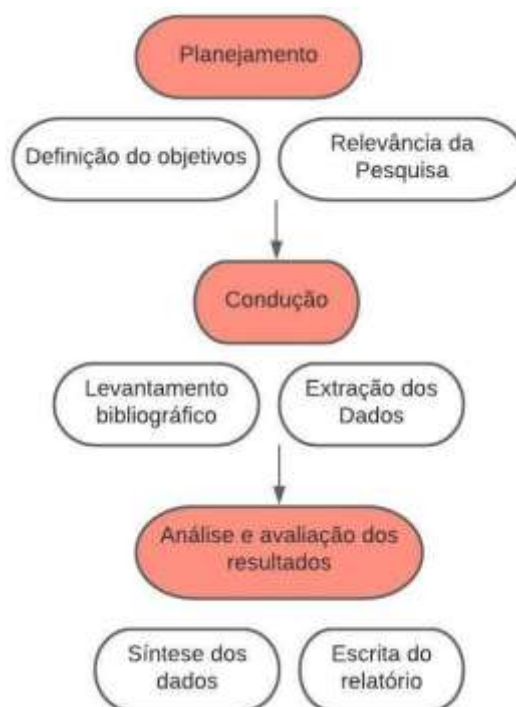 Planejamento
Definição do objetivos
Relevância da
Pesquisa
Condução
Levantamento
bibliográfico
Extração dos
Dados
Análise e avaliação dos
resultados
Síntese dos
dados
Escrita do
relatório